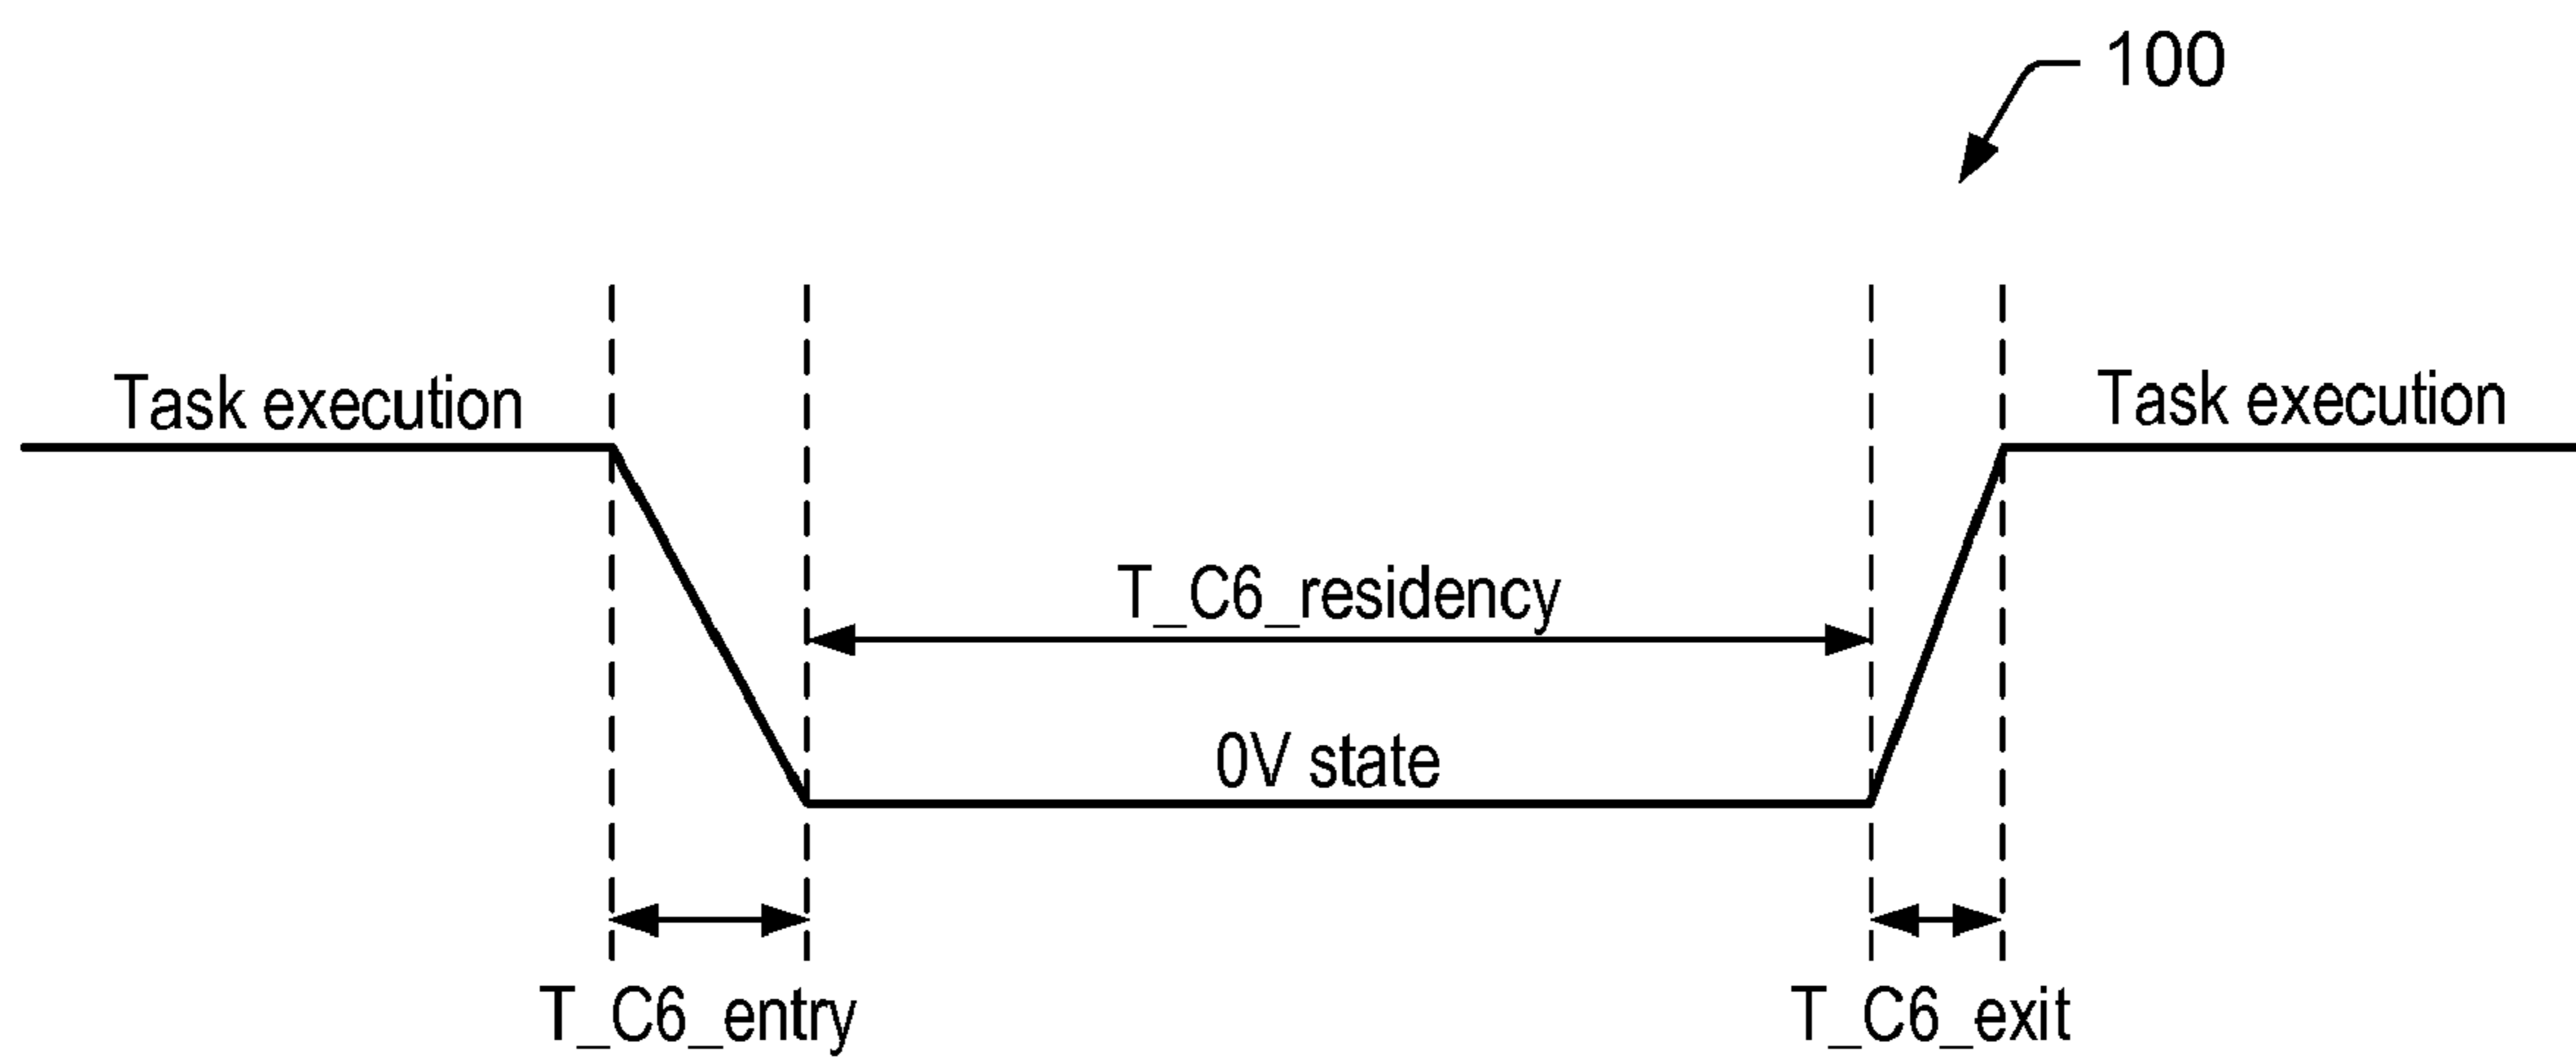 100
Task execution
Task execution
T_C6_residency
0V state
T_C6_entry
T_C6_exit